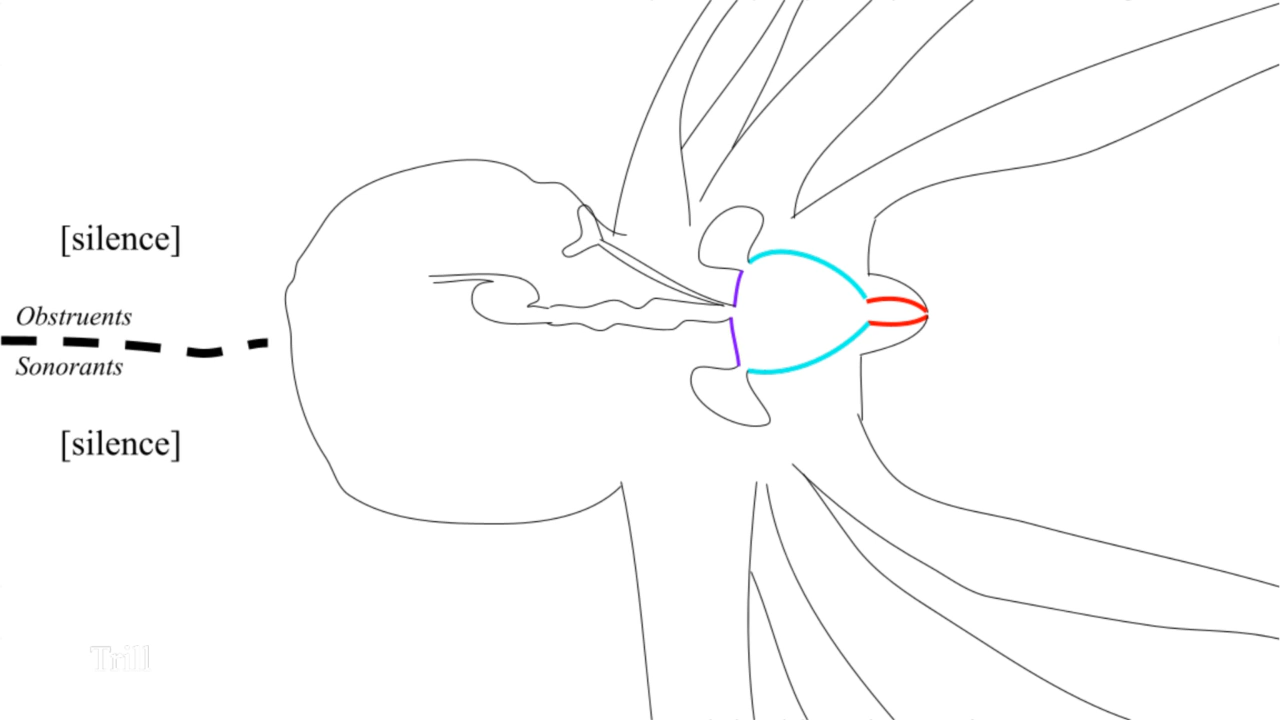 [silence]
Obstruents
Sonorants
[silence]
Trill